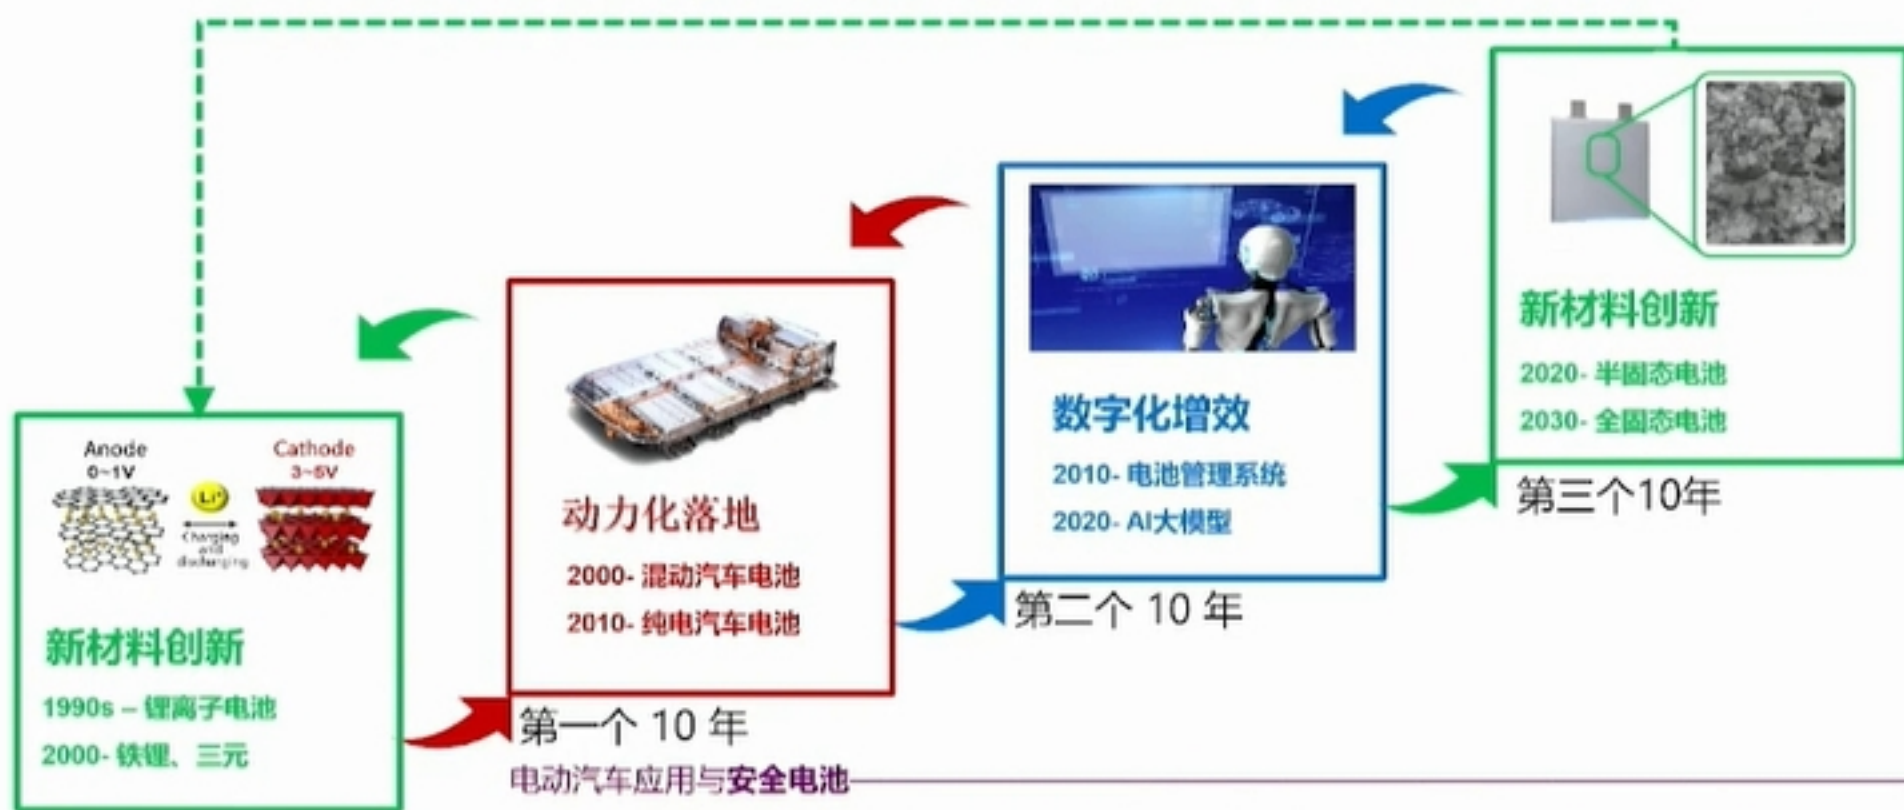 Anode
0~1V
Li⁺
Charging
and
discharging
Cathode
3~5V
新材料创新
1990s – 锂离子电池
2000- 铁锂、三元
动力化落地
2000- 混动汽车电池
2010- 纯电汽车电池
第一个 10 年
电动汽车应用与安全电池
数字化增效
2010- 电池管理系统
2020- AI大模型
第二个 10 年
新材料创新
2020- 半固态电池
2030- 全固态电池
第三个10年